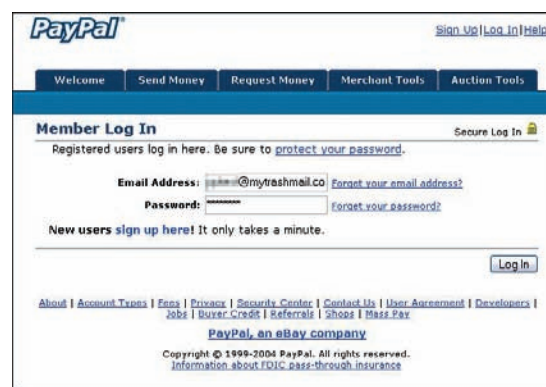 PayPal
Sign Up | Log In | Help
Welcome Send Money Request Money Merchant Tools Auction Tools
Member Log In
Secure Log In
Registered users log in here. Be sure to protect your password.
Email Address: @mytrashmail.co Forget your email address?
Password: ******** Forget your password?
New users sign up here! It only takes a minute.
Log In
About | Account Types | Fees | Privacy | Security Center | Contact Us | User Agreement | Developers |
Jobs | Buyer Credit | Referrals | Shops | Mass Pay
PayPal, an eBay company
Copyright © 1999-2004 PayPal. All rights reserved.
Information about FDIC pass-through insurance